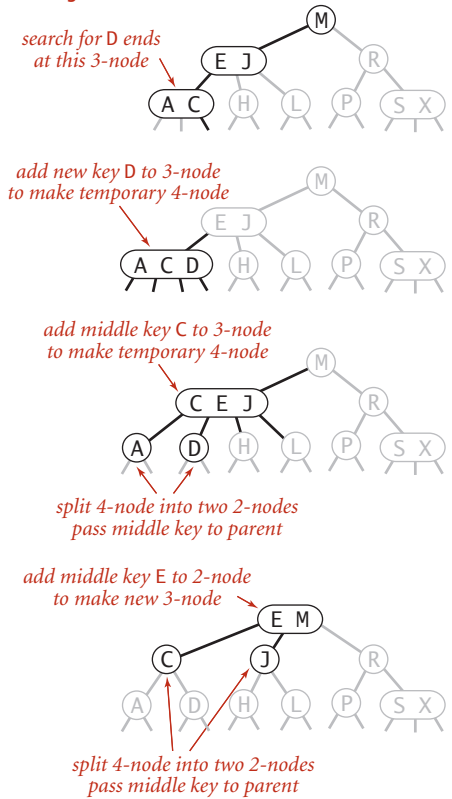 M
search for D ends
at this 3-node
E J
R
A C
H
L
P
S X
add new key D to 3-node
to make temporary 4-node
M
E J
R
A C D
H
L
P
S X
add middle key C to 3-node
to make temporary 4-node
M
C E J
R
A
D
H
L
P
S X
split 4-node into two 2-nodes
pass middle key to parent
add middle key E to 2-node
to make new 3-node
E M
C
J
R
A
D
H
L
P
S X
split 4-node into two 2-nodes
pass middle key to parent